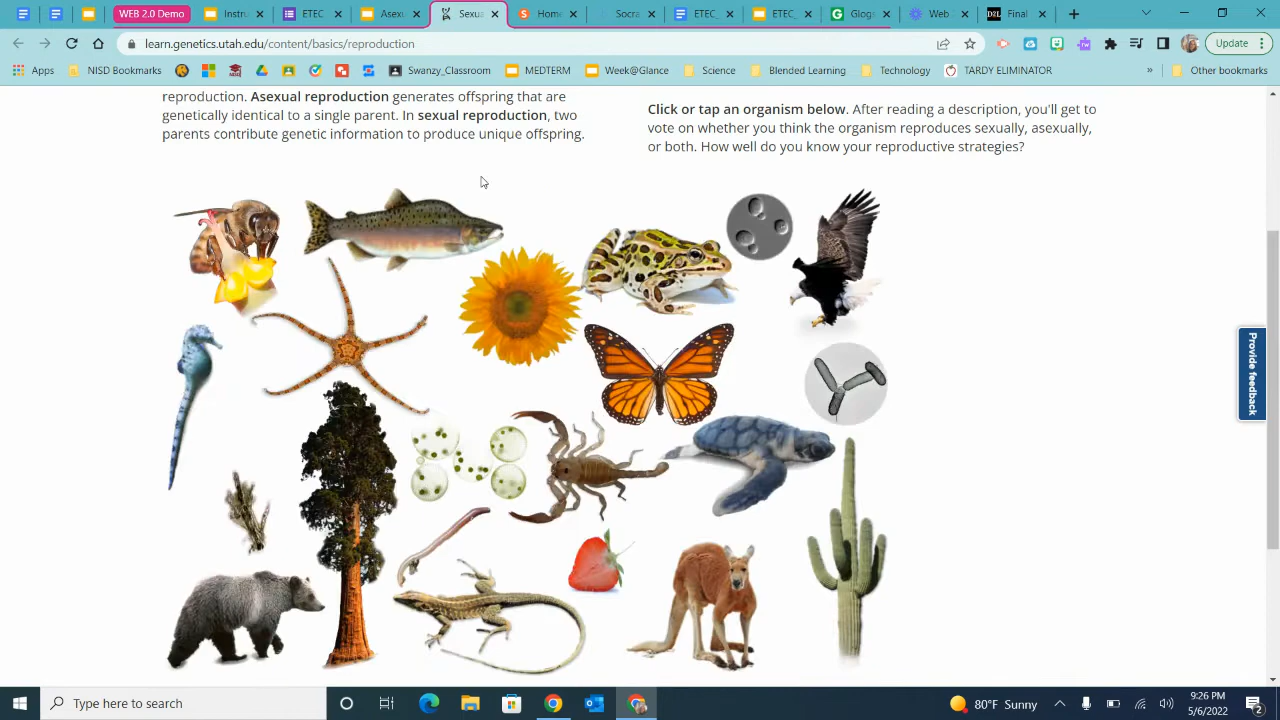 WEB 2.0 Demo
Instru
ETEC
Asexu
Sexua
Home
Socra
ETEC_
ETEC_
Glogs
Web
Final
learn.genetics.utah.edu/content/basics/reproduction
Update
Apps
NISD Bookmarks
Swanzy_Classroom
MEDTERM
Week@Glance
Science
Blended Learning
Technology
TARDY ELIMINATOR
»
Other bookmarks
reproduction. Asexual reproduction generates offspring that are
genetically identical to a single parent. In sexual reproduction, two
parents contribute genetic information to produce unique offspring.
Click or tap an organism below. After reading a description, you'll get to
vote on whether you think the organism reproduces sexually, asexually,
or both. How well do you know your reproductive strategies?
Provide feedback
Type here to search
80°F Sunny
9:26 PM
5/6/2022
2